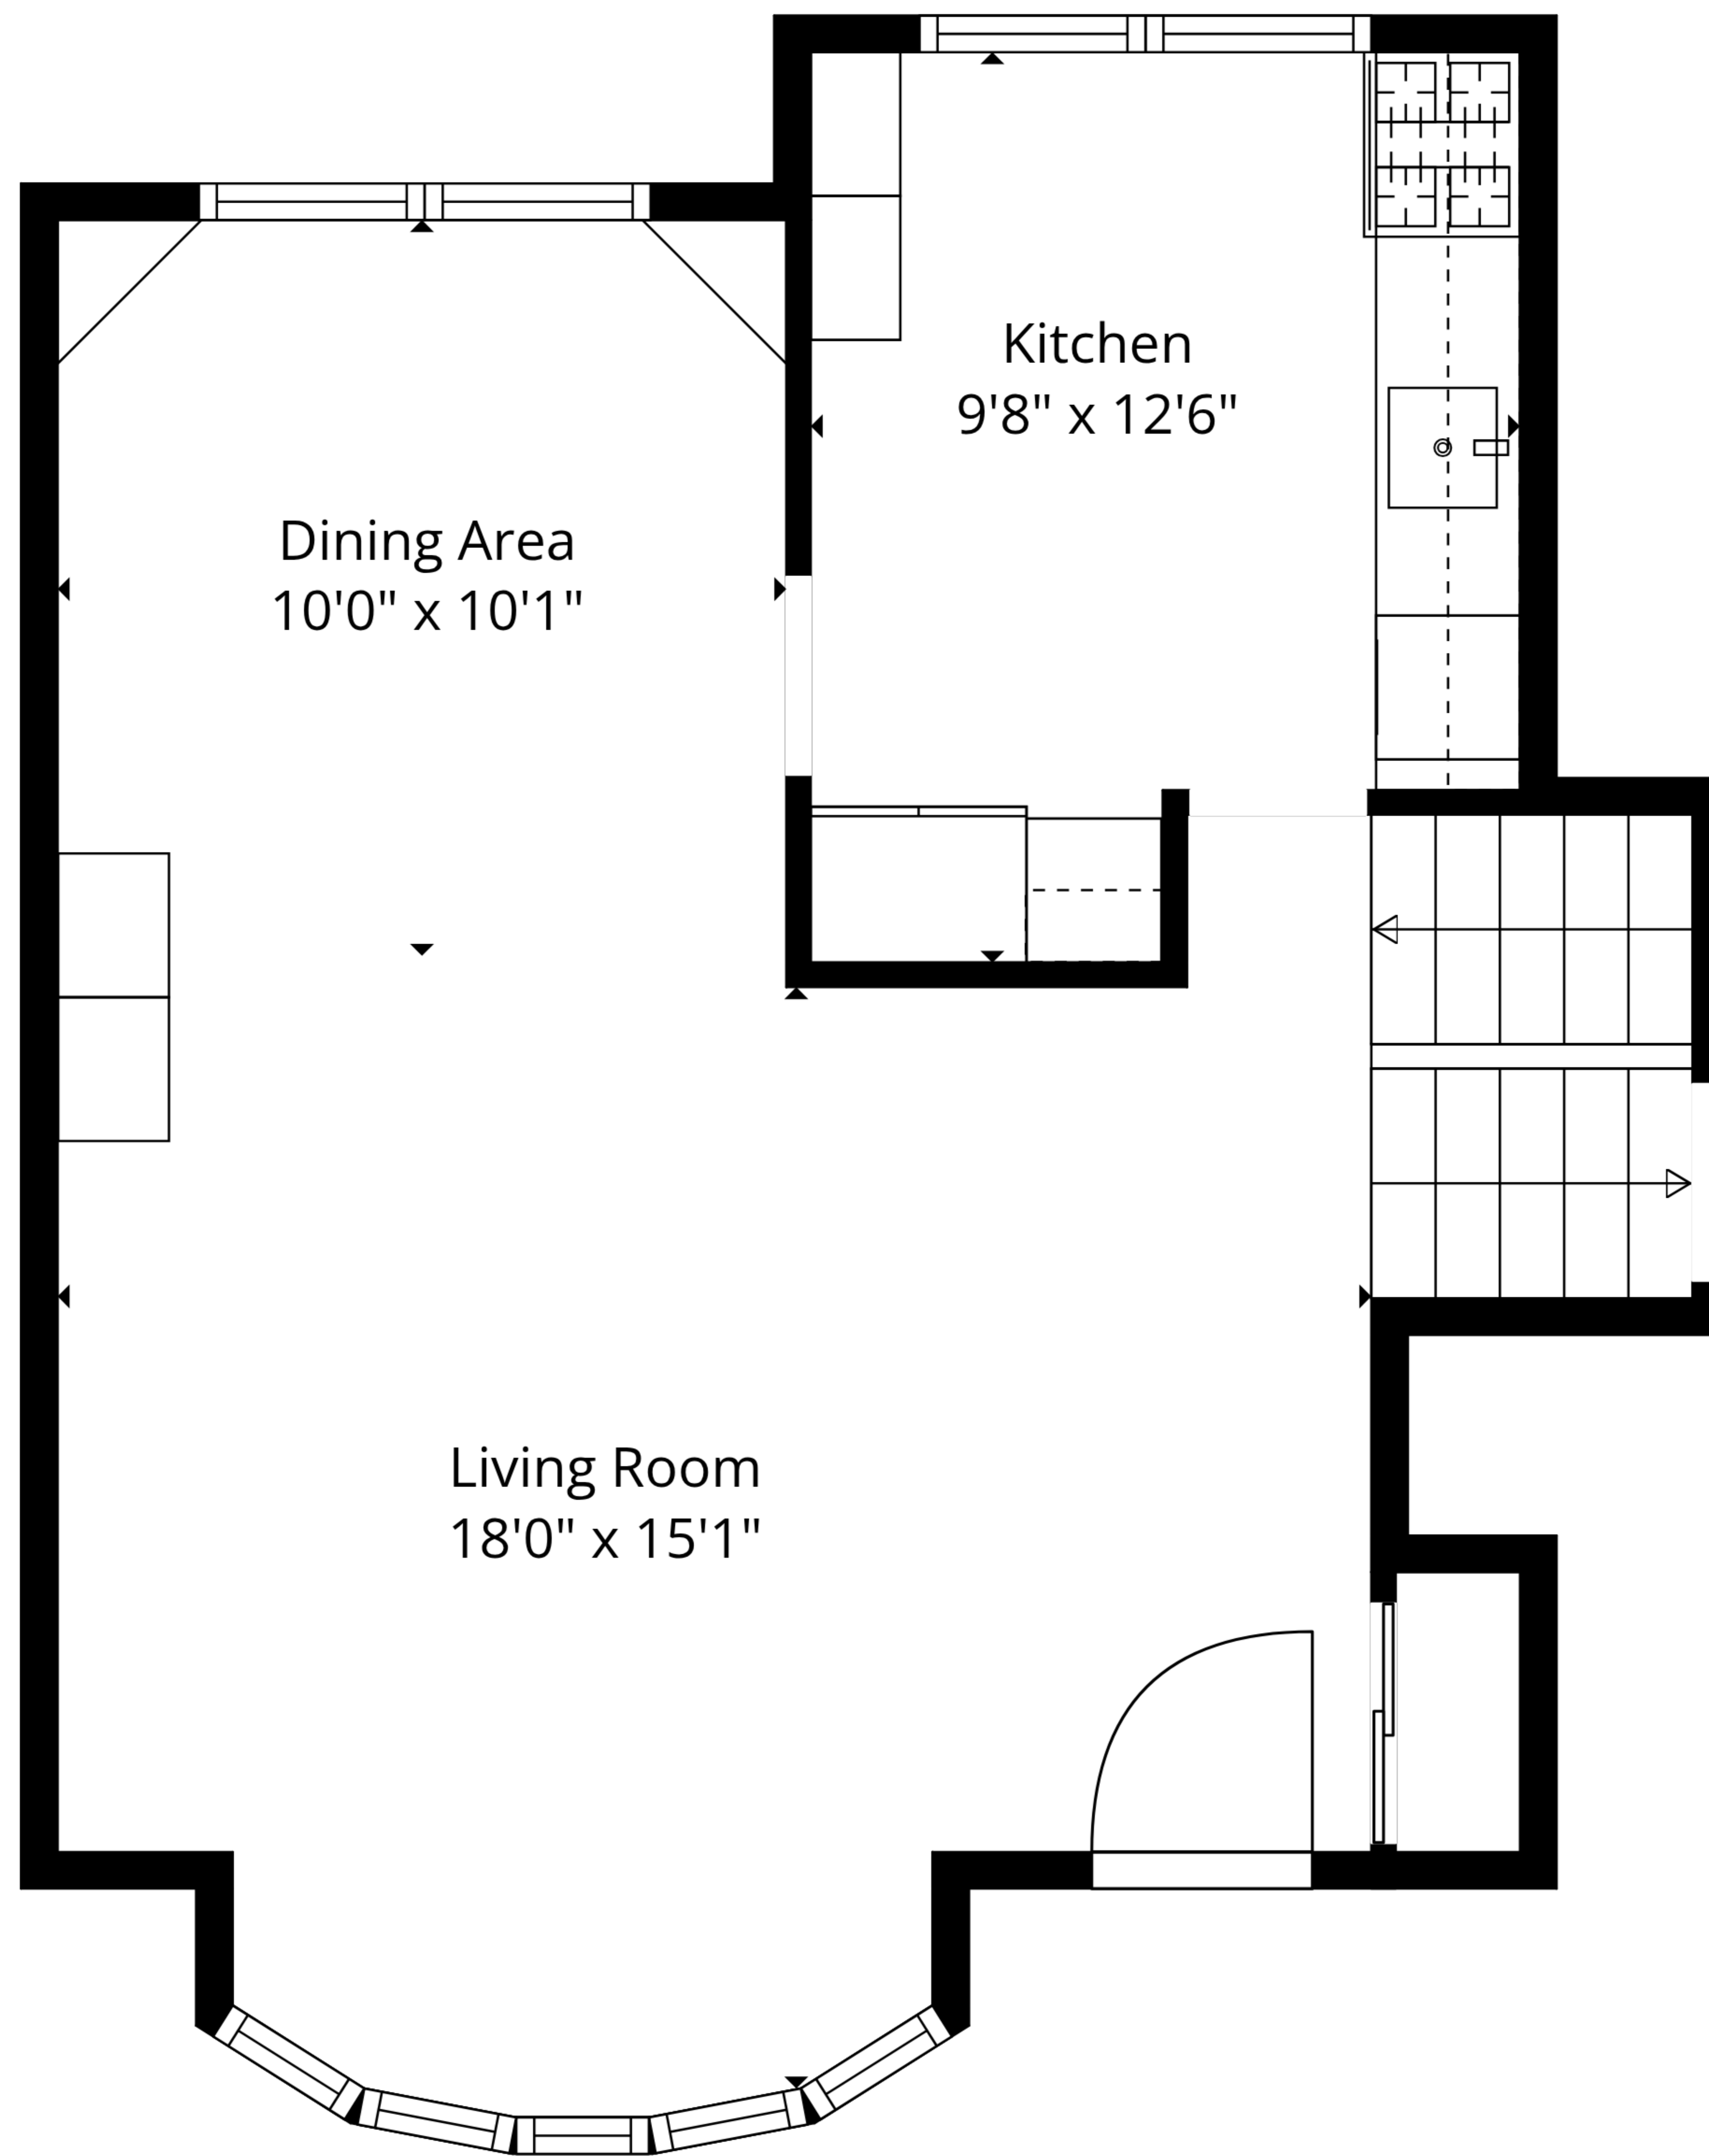 Kitchen
9'8" x 12'6"
Dining Area
10'0" x 10'1"
Living Room
18'0" x 15'1"